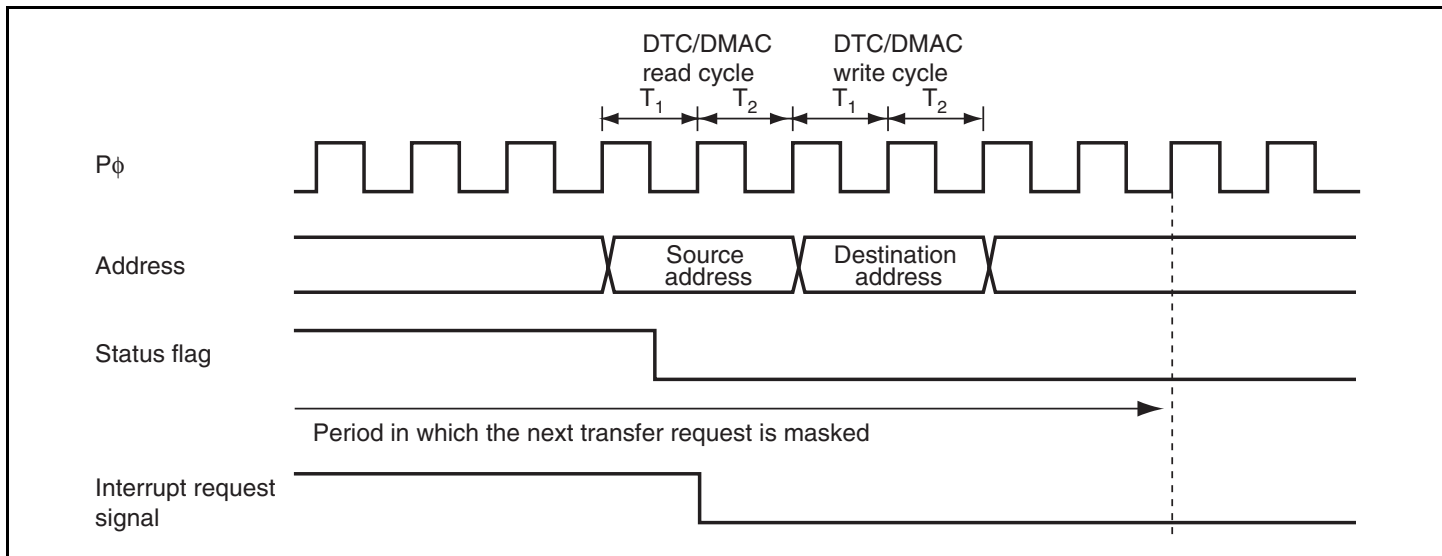 DTC/DMAC
read cycle
DTC/DMAC
write cycle
T1 T2 T1 T2
Pϕ
Address
Source
address
Destination
address
Status flag
Period in which the next transfer request is masked
Interrupt request
signal